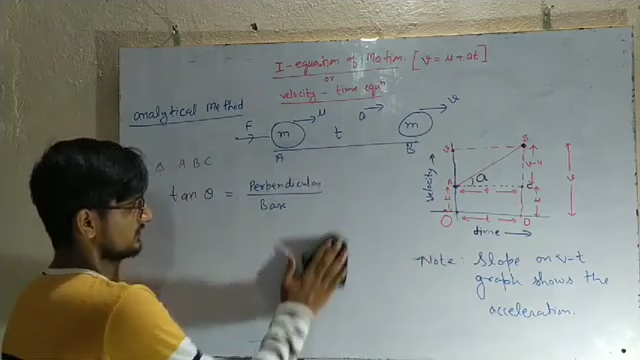 I - equation of Motion [v = u + at]
or
velocity - time equn
analytical Method
F
m
u
t
a
m
v
A
B
Δ ABC
tan θ = Perpendicular
Base
v
B
velocity
A
a
C
v-u
v
u
t
u
O
t
D
time
Note: Slope on v-t
graph shows the
acceleration.